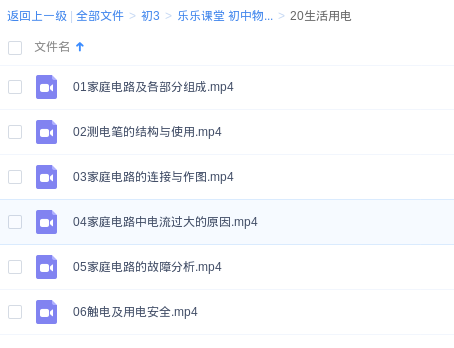 返回上一级 | 全部文件 > 初3 > 乐乐课堂 初中物... > 20生活用电
文件名
01家庭电路及各部分组成.mp4
02测电笔的结构与使用.mp4
03家庭电路的连接与作图.mp4
04家庭电路中电流过大的原因.mp4
05家庭电路的故障分析.mp4
06触电及用电安全.mp4